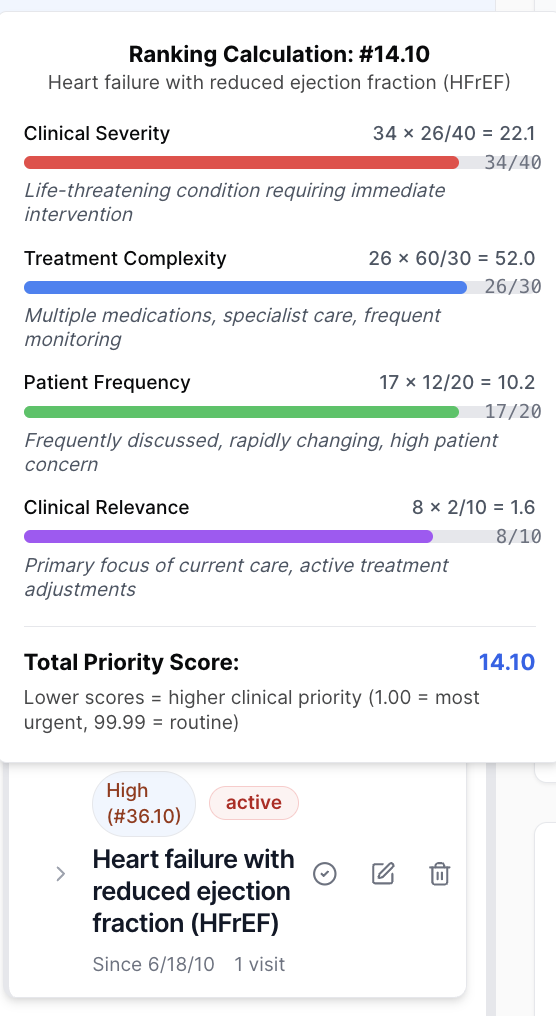 Ranking Calculation: #14.10
Heart failure with reduced ejection fraction (HFrEF)
Clinical Severity 34 × 26/40 = 22.1
34/40
Life-threatening condition requiring immediate
intervention
Treatment Complexity 26 × 60/30 = 52.0
26/30
Multiple medications, specialist care, frequent
monitoring
Patient Frequency 17 × 12/20 = 10.2
17/20
Frequently discussed, rapidly changing, high patient
concern
Clinical Relevance 8 × 2/10 = 1.6
8/10
Primary focus of current care, active treatment
adjustments
Total Priority Score: 14.10
Lower scores = higher clinical priority (1.00 = most
urgent, 99.99 = routine)
High
(#36.10)
active
Heart failure with
reduced ejection
fraction (HFrEF)
Since 6/18/10 1 visit